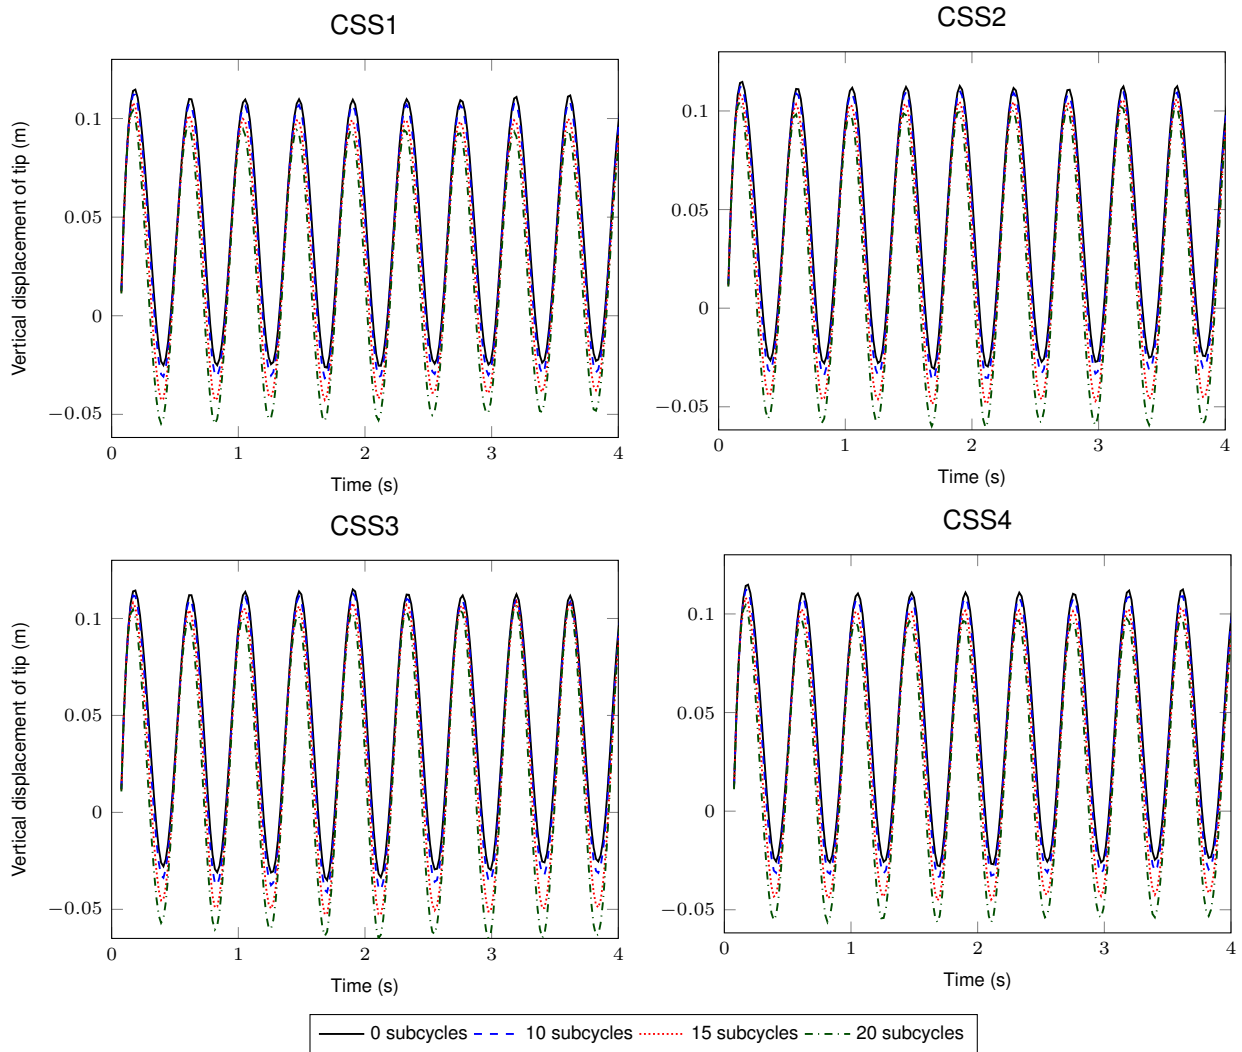 CSS1
Vertical displacement of tip (m)
0.1
0.05
0
−0.05
0 1 2 3 4
Time (s)
CSS2
0.1
0.05
0
−0.05
0 1 2 3 4
Time (s)
CSS3
Vertical displacement of tip (m)
0.1
0.05
0
−0.05
0 1 2 3 4
Time (s)
CSS4
0.1
0.05
0
−0.05
0 1 2 3 4
Time (s)
0 subcycles 10 subcycles 15 subcycles 20 subcycles